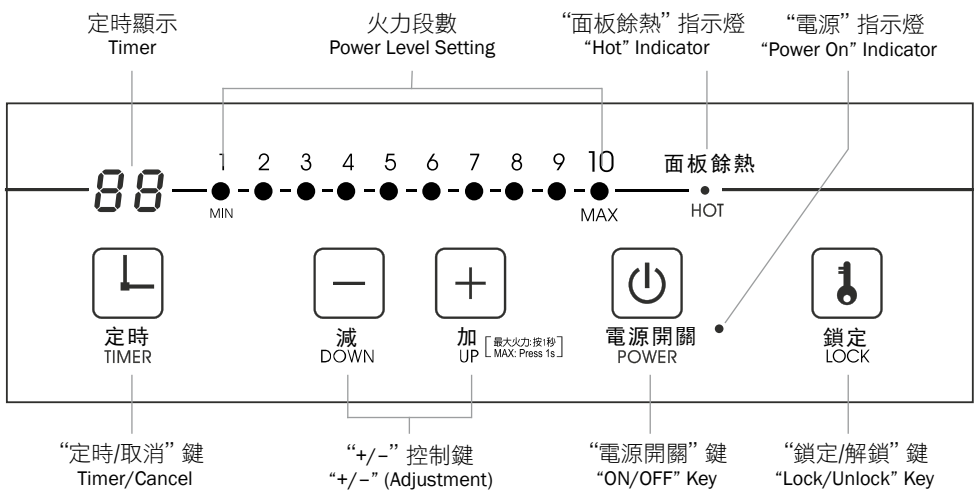 定時顯示
Timer
火力段數
Power Level Setting
“面板餘熱” 指示燈
“Hot” Indicator
“電源” 指示燈
“Power On” Indicator
88
1 2 3 4 5 6 7 8 9 10
MIN
MAX
面板餘熱
HOT
定時
TIMER
減
DOWN
加
UP
最大火力:按1秒
MAX: Press 1s
電源開關
POWER
鎖定
LOCK
“定時/取消” 鍵
Timer/Cancel
“+/–” 控制鍵
“+/–” (Adjustment)
“電源開關” 鍵
“ON/OFF” Key
“鎖定/解鎖” 鍵
“Lock/Unlock” Key